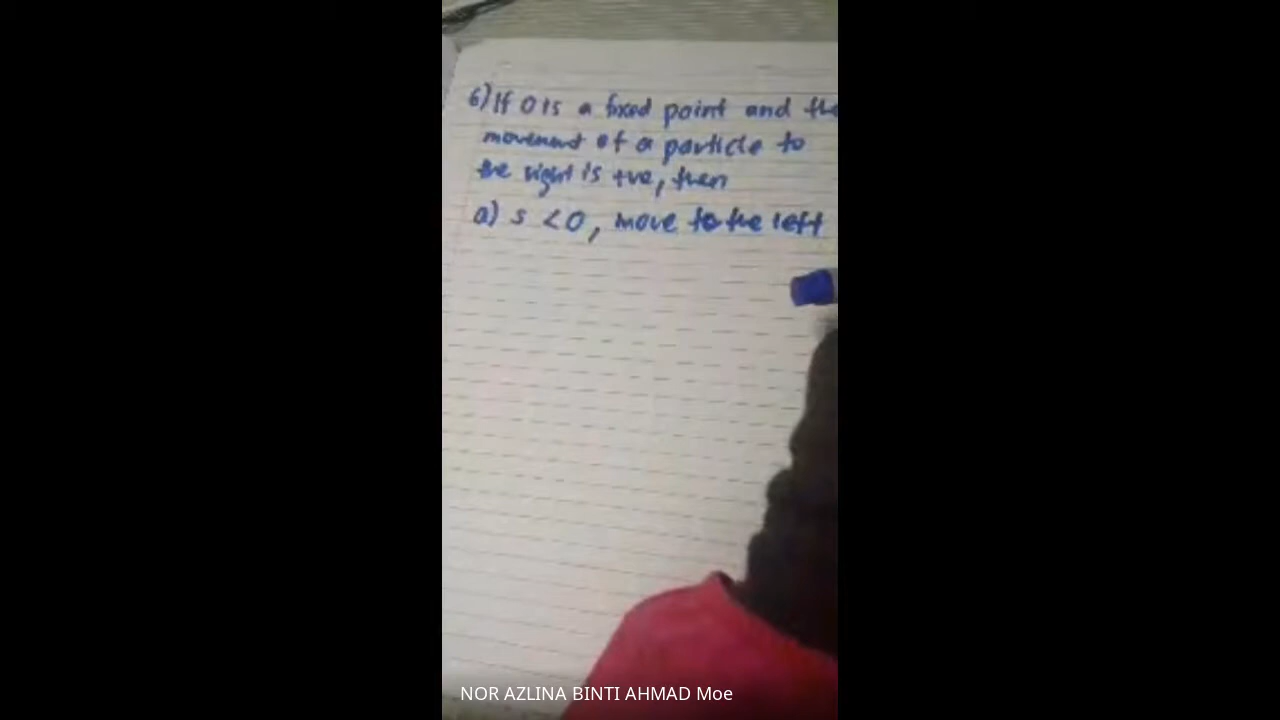 6) If O is a fixed point and the
movement of a particle to
the right is +ve, then
a) s < 0, move to the left
NOR AZLINA BINTI AHMAD Moe